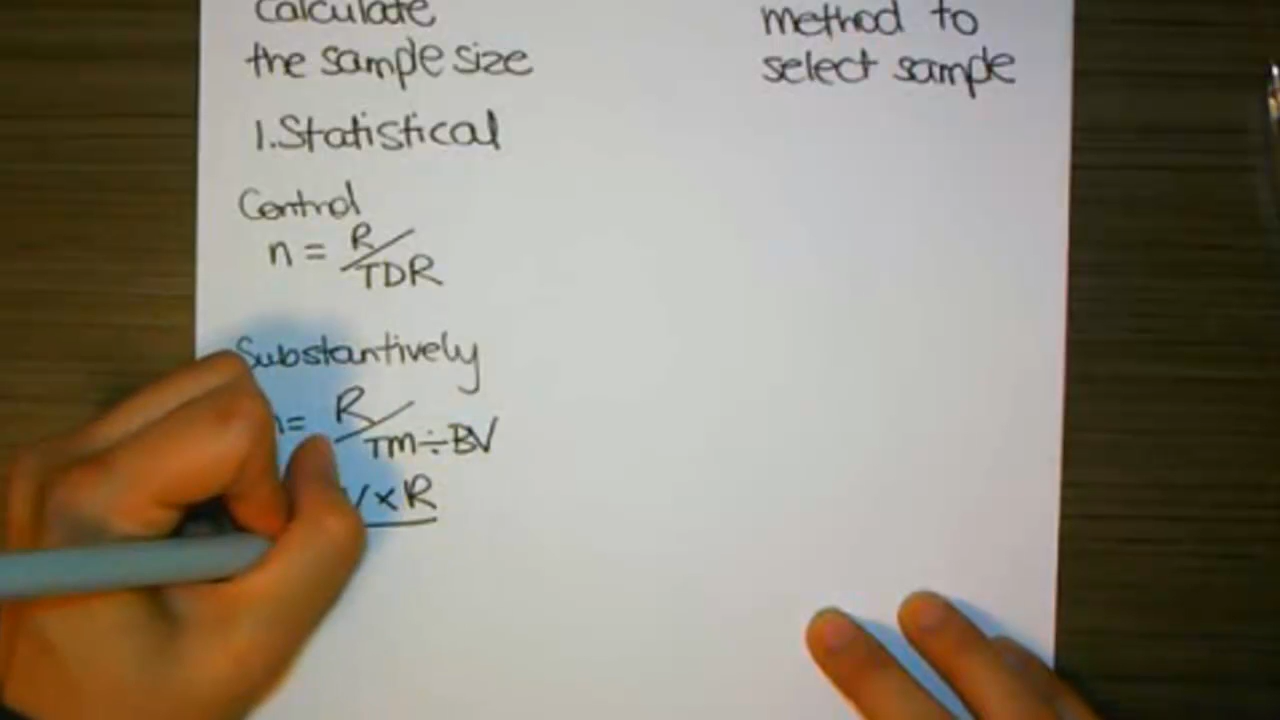 Calculate
the sample size
1. Statistical
Control
n = R/TDR
Substantively
= R/TM÷BV
x R
method to
select sample